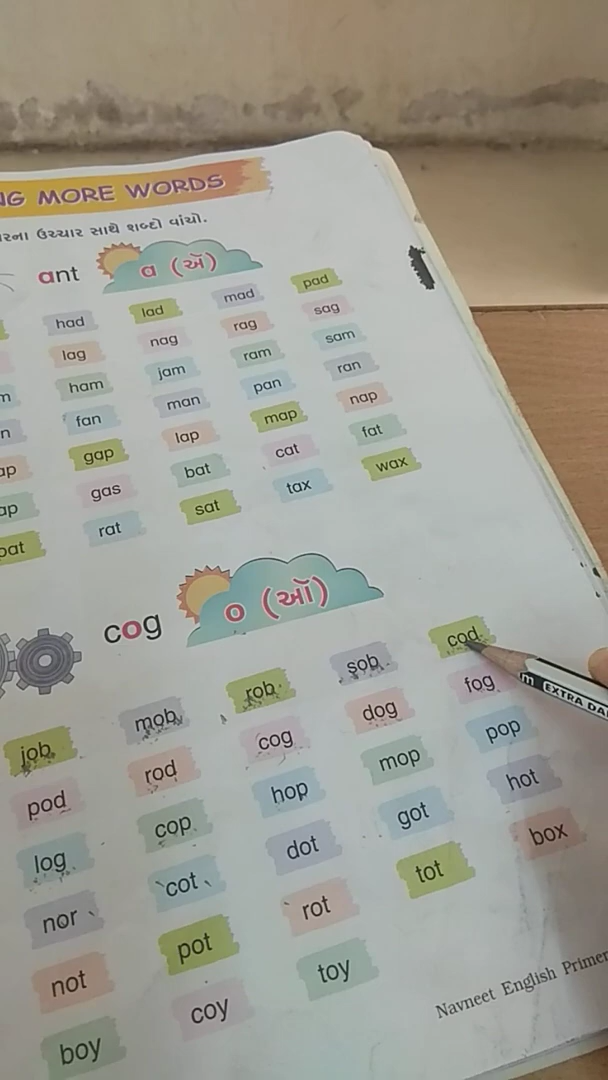 NG MORE WORDS
રના ઉચ્ચાર સાથે શબ્દો વાંચો.
ant a (ઍ)
had lad mad pad
lag nag rag sag
ham jam ram sam
fan man pan ran
gap lap map nap
gas bat cat fat
rat sat tax wax
cog o (ઑ)
job mob rob sob cod
pod rod cog dog fog
log cop hop mop pop
nor cot dot got hot
not pot rot tot box
boy coy toy
Navneet English Primer
EXTRA DA